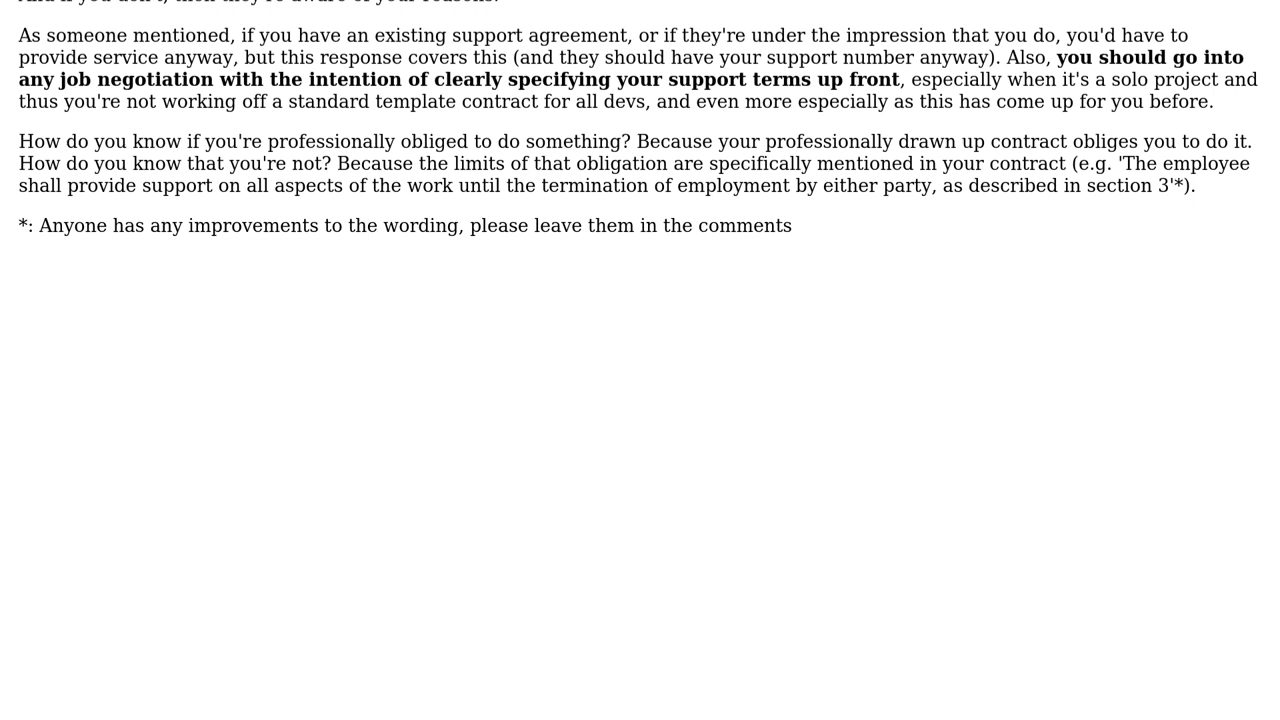 As someone mentioned, if you have an existing support agreement, or if they're under the impression that you do, you'd have to
provide service anyway, but this response covers this (and they should have your support number anyway). Also, you should go into
any job negotiation with the intention of clearly specifying your support terms up front, especially when it's a solo project and
thus you're not working off a standard template contract for all devs, and even more especially as this has come up for you before.
How do you know if you're professionally obliged to do something? Because your professionally drawn up contract obliges you to do it.
How do you know that you're not? Because the limits of that obligation are specifically mentioned in your contract (e.g. 'The employee
shall provide support on all aspects of the work until the termination of employment by either party, as described in section 3'*).
*: Anyone has any improvements to the wording, please leave them in the comments